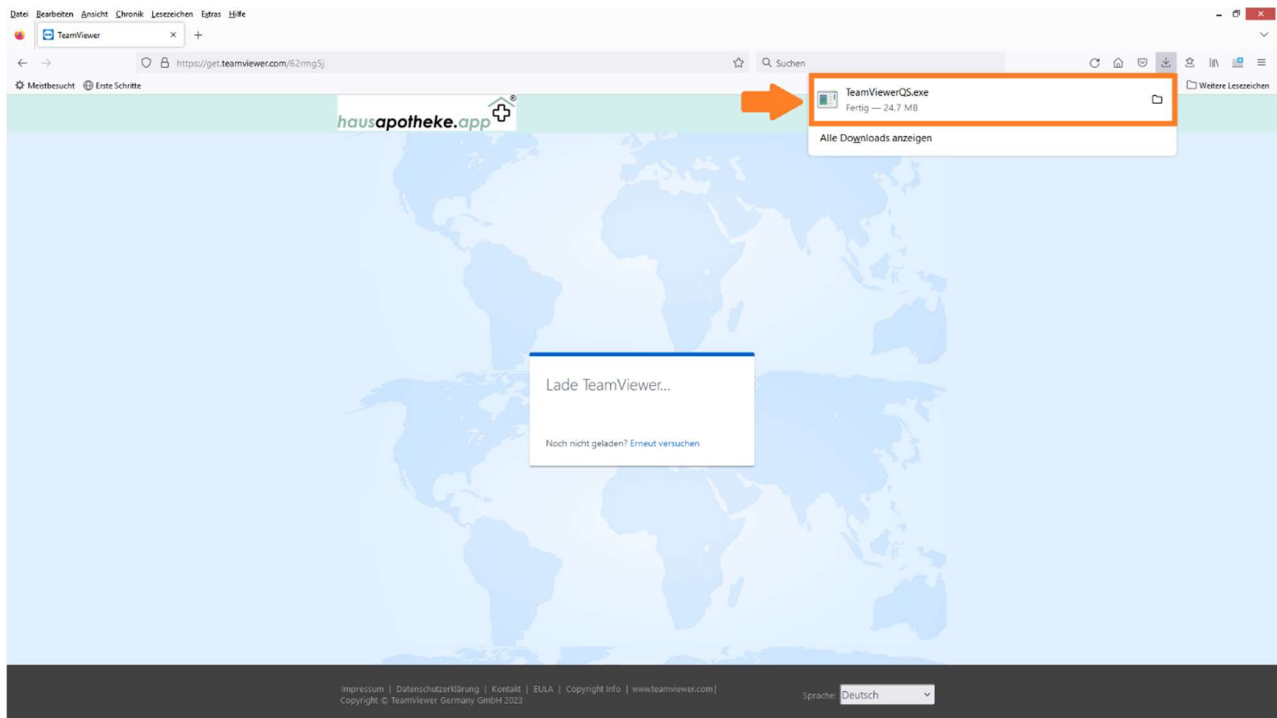 Datei Bearbeiten Ansicht Chronik Lesezeichen Extras Hilfe
TeamViewer
https://get.teamviewer.com/62rmg5j
Suchen
Meistbesucht Erste Schritte
Weitere Lesezeichen
TeamViewerQS.exe
Fertig — 24.7 MB
Alle Downloads anzeigen
hausapotheke.app®
Lade TeamViewer...
Noch nicht geladen? Erneut versuchen
Impressum | Datenschutzerklärung | Kontakt | EULA | Copyright Info | www.teamviewer.com|
Copyright © TeamViewer Germany GmbH 2023
Sprache: Deutsch